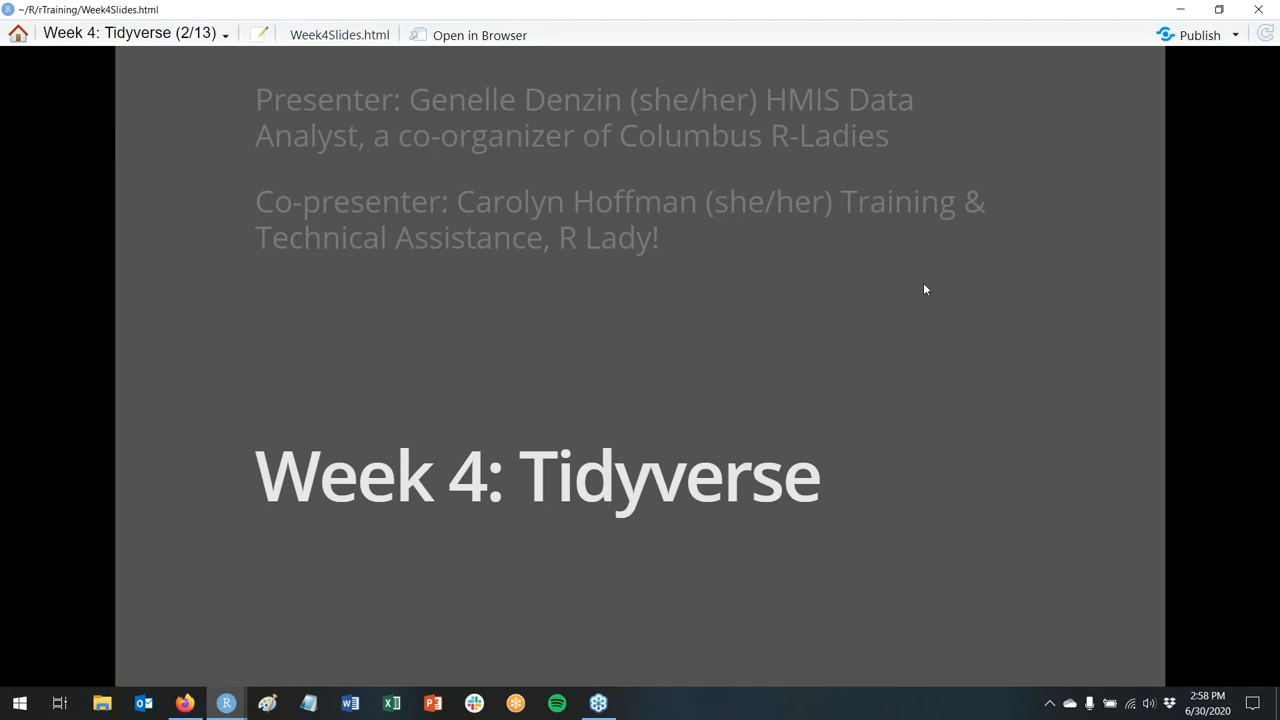 ~/R/rTraining/Week4Slides.html
Week 4: Tidyverse (2/13)
Week4Slides.html
Open in Browser
Publish
Presenter: Genelle Denzin (she/her) HMIS Data
Analyst, a co-organizer of Columbus R-Ladies
Co-presenter: Carolyn Hoffman (she/her) Training &
Technical Assistance, R Lady!
Week 4: Tidyverse
2:58 PM
6/30/2020